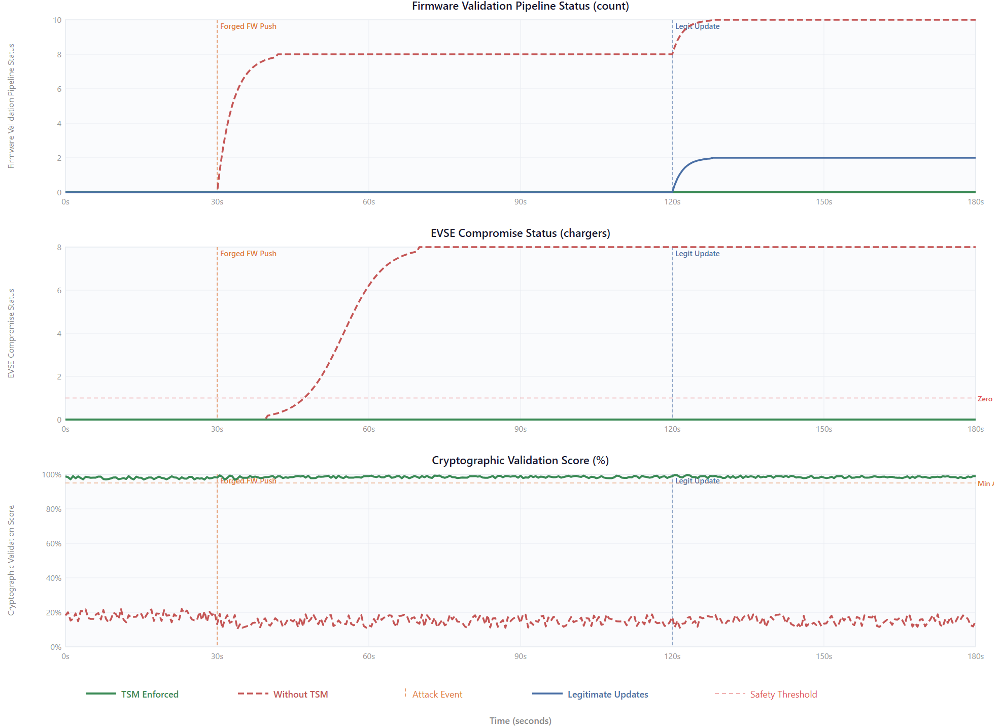 Firmware Validation Pipeline Status (count)
Firmware Validation Pipeline Status
10
8
6
4
2
0
Forged FW Push
Legit Update
0s 30s 60s 90s 120s 150s 180s
EVSE Compromise Status (chargers)
EVSE Compromise Status
8
6
4
2
0
Forged FW Push
Legit Update
Zero
0s 30s 60s 90s 120s 150s 180s
Cryptographic Validation Score (%)
Cryptographic Validation Score
100%
80%
60%
40%
20%
0%
Forged FW Push
Legit Update
Min
0s 30s 60s 90s 120s 150s 180s
TSM Enforced
Without TSM
Attack Event
Legitimate Updates
Safety Threshold
Time (seconds)